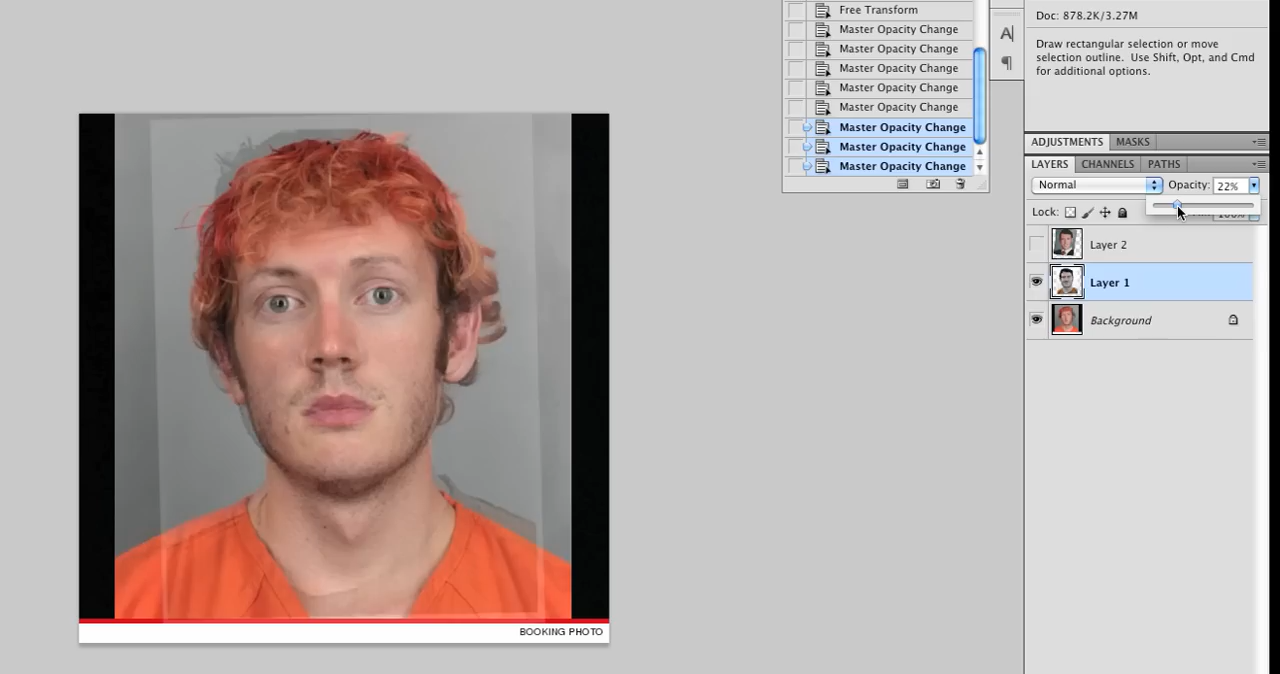 Free Transform
Master Opacity Change
Master Opacity Change
Master Opacity Change
Master Opacity Change
Master Opacity Change
Master Opacity Change
Master Opacity Change
Master Opacity Change
A
¶
Doc: 878.2K/3.27M
Draw rectangular selection or move
selection outline. Use Shift, Opt, and Cmd
for additional options.
ADJUSTMENTS MASKS
LAYERS CHANNELS PATHS
Normal Opacity: 22%
Lock:
Layer 2
Layer 1
Background
BOOKING PHOTO